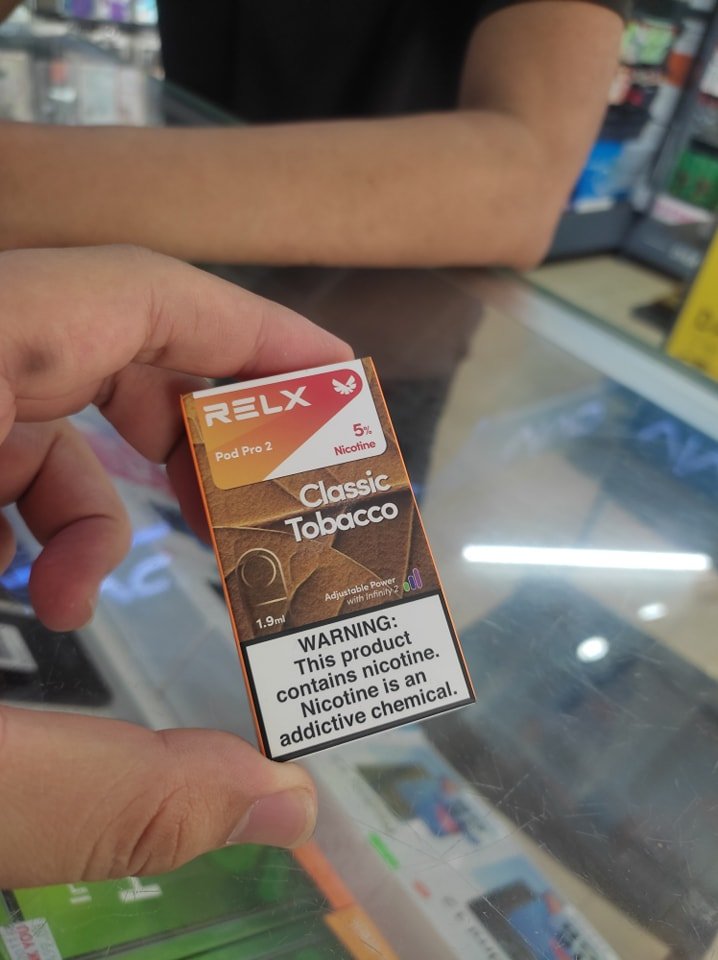 RELX
Pod Pro 2
5%
Nicotine
Classic
Tobacco
Adjustable Power
with Infinity 2
1.9ml
WARNING:
This product
contains nicotine.
Nicotine is an
addictive chemical.